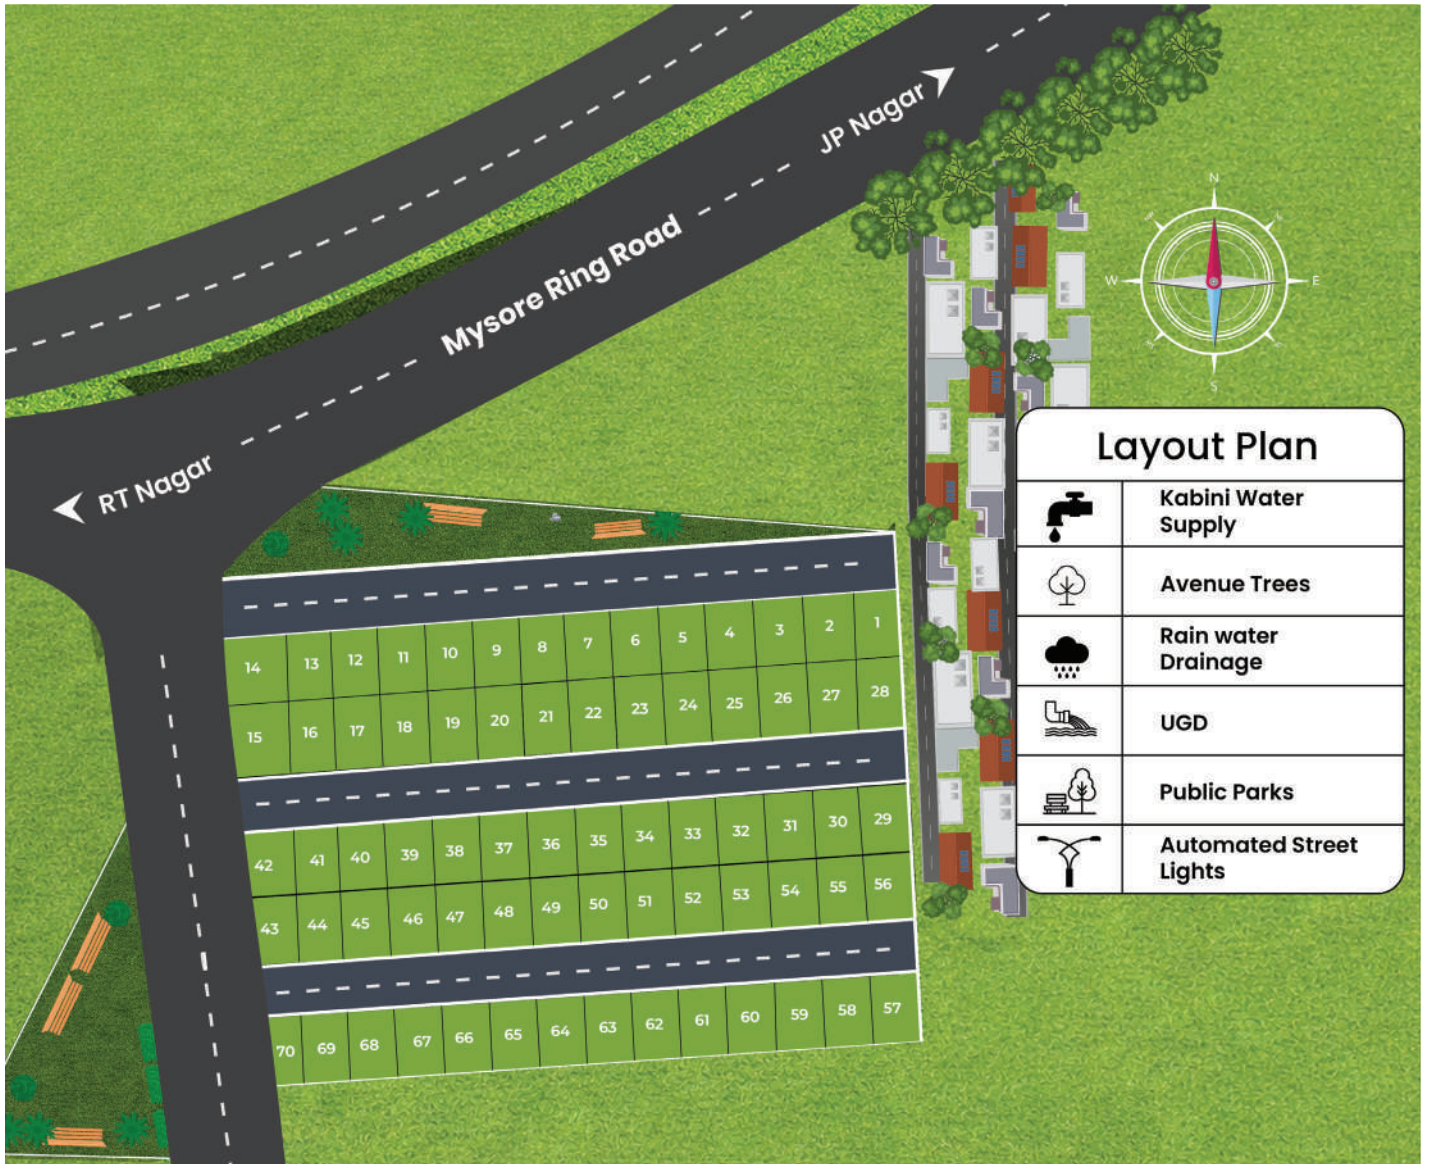 JP Nagar
Mysore Ring Road
RT Nagar
N
W
E
S
Layout Plan
Kabini Water
Supply
Avenue Trees
Rain water
Drainage
UGD
Public Parks
Automated Street
Lights
14 13 12 11 10 9 8 7 6 5 4 3 2 1
15 16 17 18 19 20 21 22 23 24 25 26 27 28
42 41 40 39 38 37 36 35 34 33 32 31 30 29
43 44 45 46 47 48 49 50 51 52 53 54 55 56
70 69 68 67 66 65 64 63 62 61 60 59 58 57